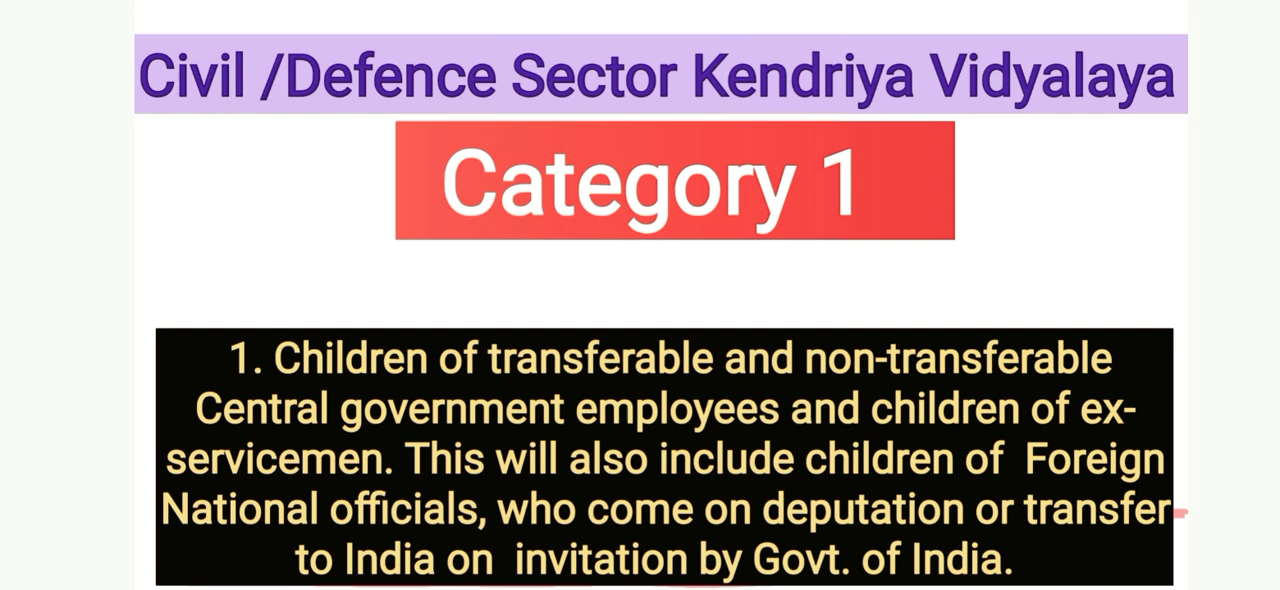 Civil /Defence Sector Kendriya Vidyalaya
Category 1
1. Children of transferable and non-transferable
Central government employees and children of ex-
servicemen. This will also include children of Foreign
National officials, who come on deputation or transfer
to India on invitation by Govt. of India.